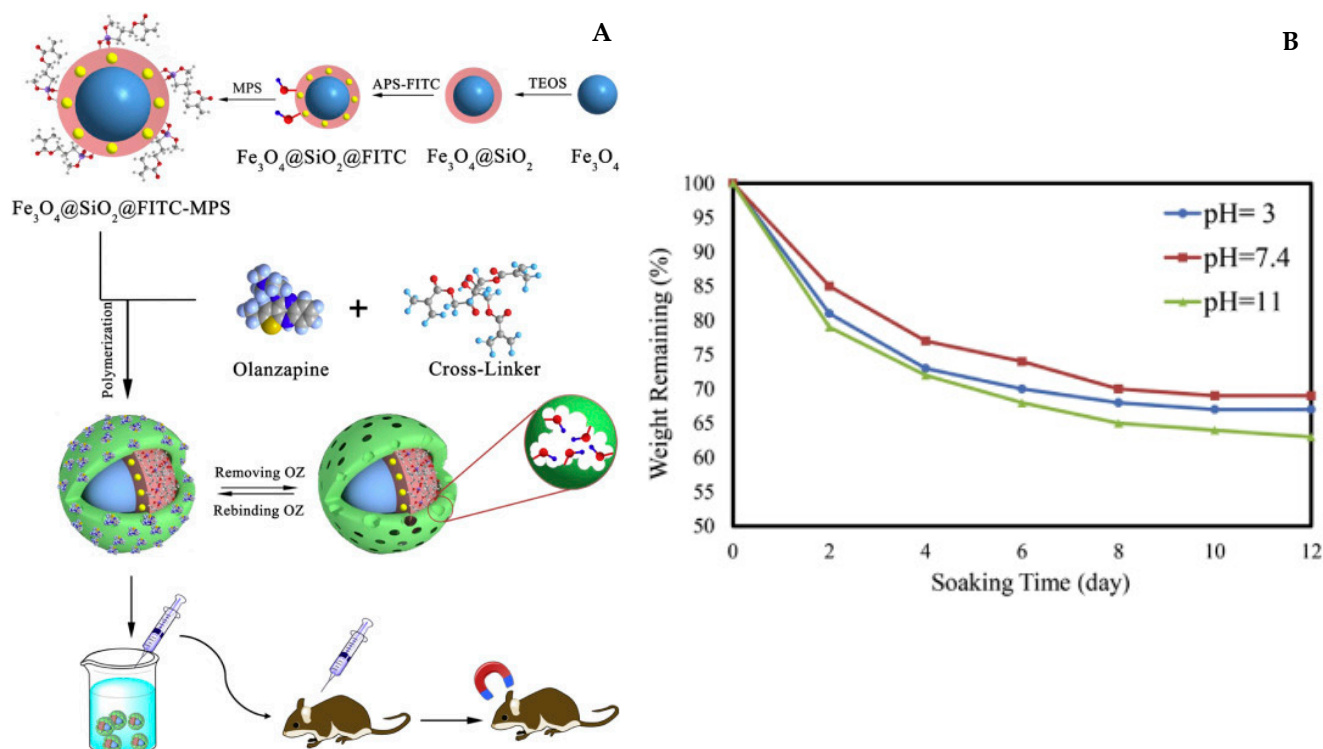 A
MPS
APS-FITC
TEOS
Fe₃O₄@SiO₂@FITC
Fe₃O₄@SiO₂
Fe₃O₄
Fe₃O₄@SiO₂@FITC-MPS
Polymerization
+
Olanzapine
Cross-Linker
Removing OZ
Rebinding OZ
B
100
95
90
85
80
75
70
65
60
55
50
0
2
4
6
8
10
12
Weight Remaining (%)
Soaking Time (day)
pH= 3
pH=7.4
pH=11